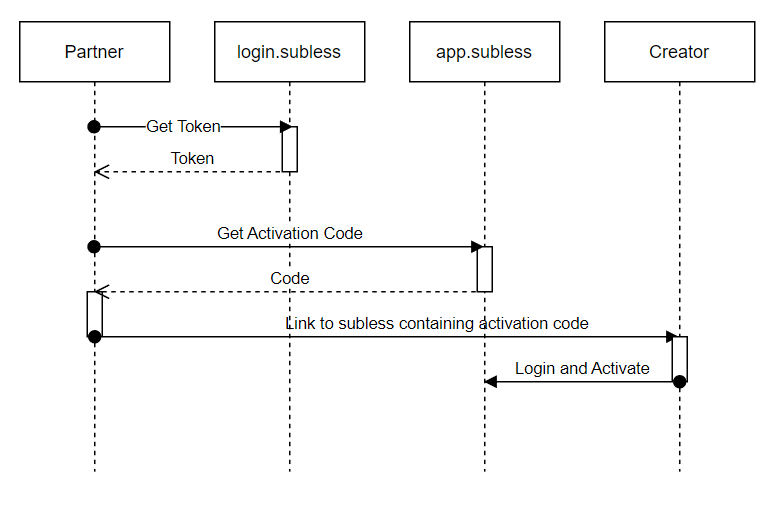 Partner
login.subless
app.subless
Creator
Get Token
Token
Get Activation Code
Code
Link to subless containing activation code
Login and Activate